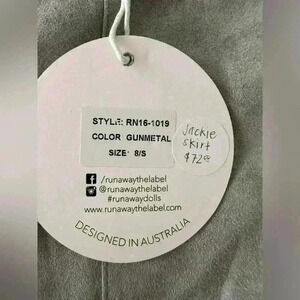 STYLE: RN16-1019
COLOR GUNMETAL
SIZE: 8/S
Jackie
skirt
$72.00
/runawaythelabel
@runawaythelabel
#runawaydolls
www.runawaythelabel.com
DESIGNED IN AUSTRALIA